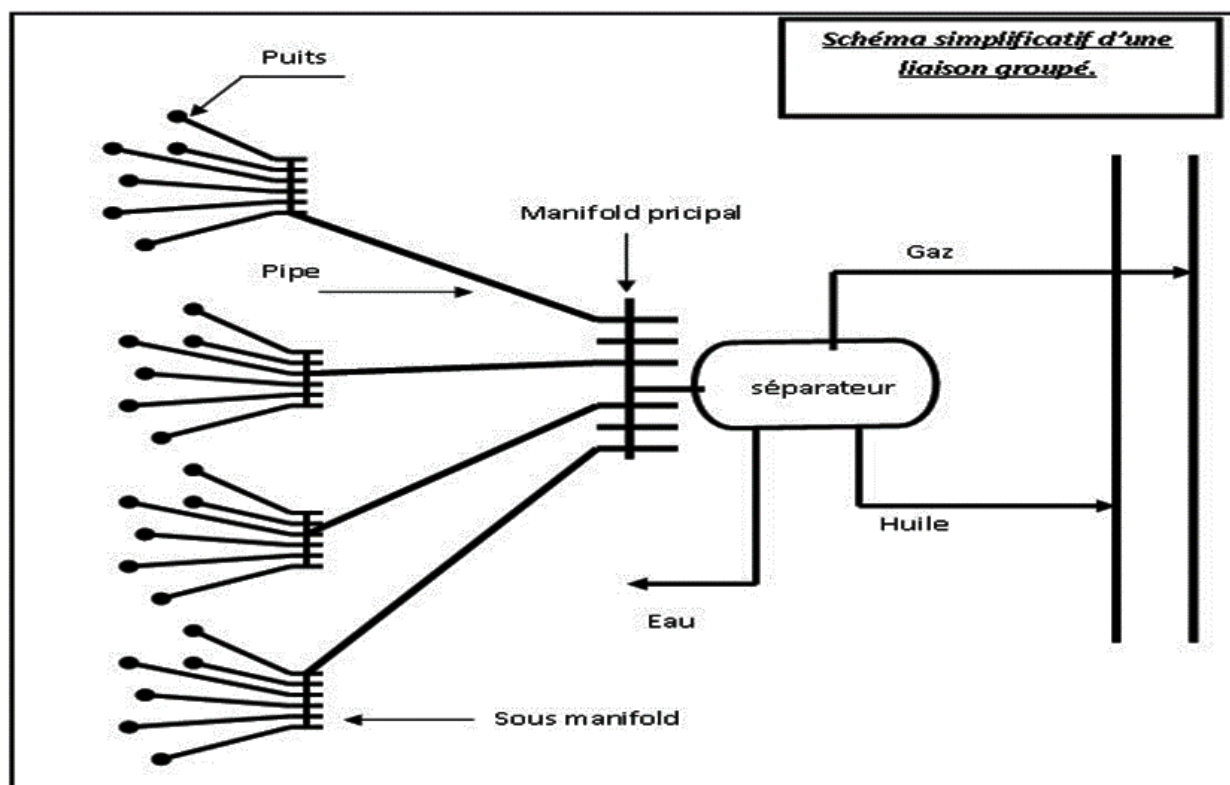 Schéma simplificatif d'une
liaison groupé.
Puits
Manifold pricipal
Gaz
Pipe
séparateur
Huile
Eau
Sous manifold